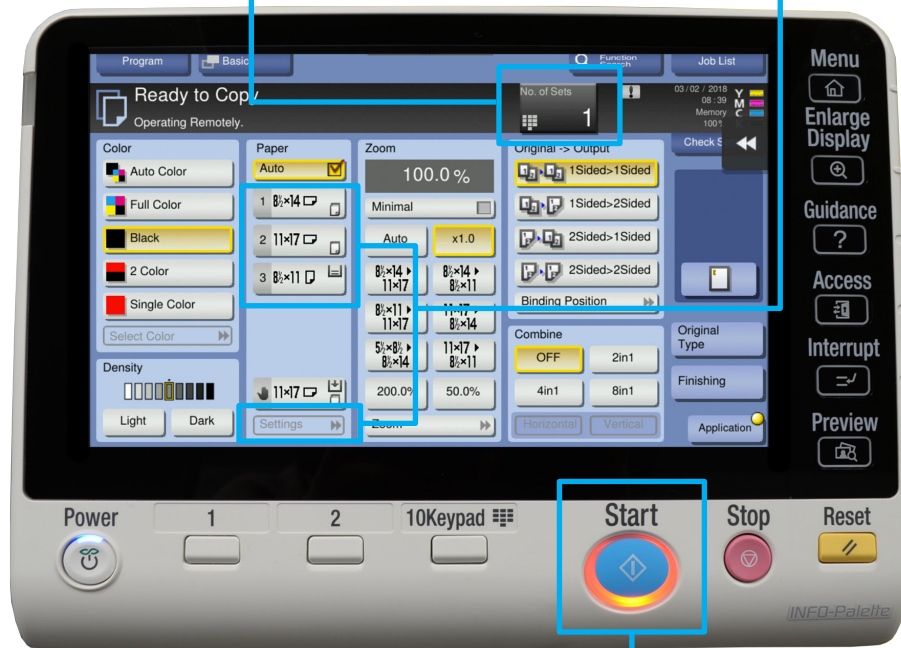 Program
Basic
Function
Search
Job List
Menu
Ready to Copy
Operating Remotely.
No. of Sets
1
03/02 / 2018
08:39
Memory
100%
Y
M
C
Enlarge
Display
Check
Color
Paper
Zoom
Original -> Output
Auto Color
Full Color
Black
2 Color
Single Color
Select Color
Auto
1 8½×14
2 11×17
3 8½×11
11×17
Settings
100.0 %
Minimal
Auto
x1.0
8½×14
11×17
8½×14
8½×11
8½×11
11×17
11×17
8½×14
5½×8½
8½×14
11×17
8½×11
200.0%
50.0%
Zoom
1Sided>1Sided
1Sided>2Sided
2Sided>1Sided
2Sided>2Sided
Binding Position
Combine
OFF
2in1
4in1
8in1
Horizontal
Vertical
Density
Light
Dark
Original
Type
Finishing
Application
Guidance
?
Access
Interrupt
Preview
Power
1
2
10Keypad
Start
Stop
Reset
INFO-Palette